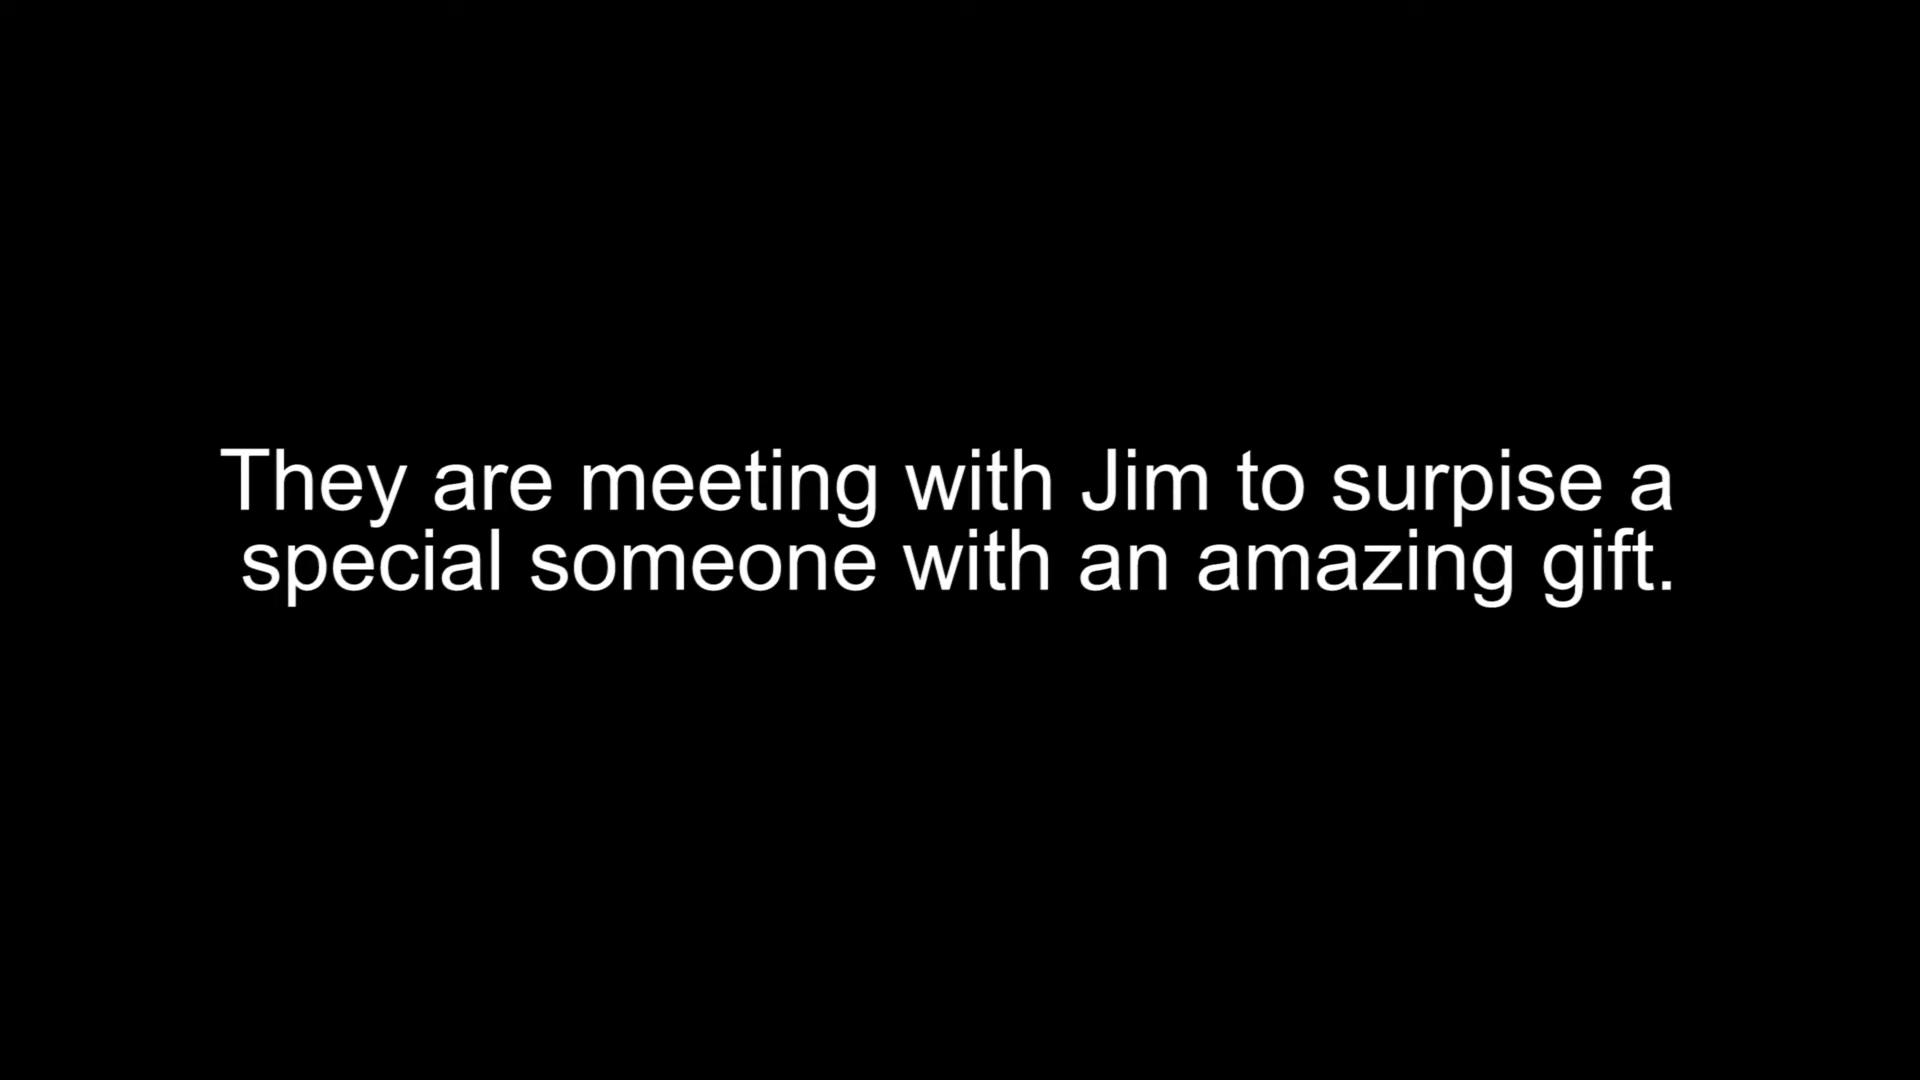 They are meeting with Jim to surpise a
special someone with an amazing gift.